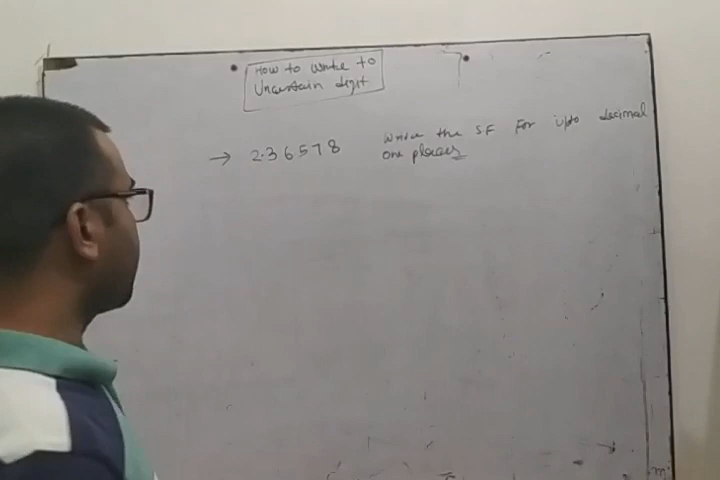 How to write to
Uncertain digit
→ 2.36578 write the SF For upto decimal
one places